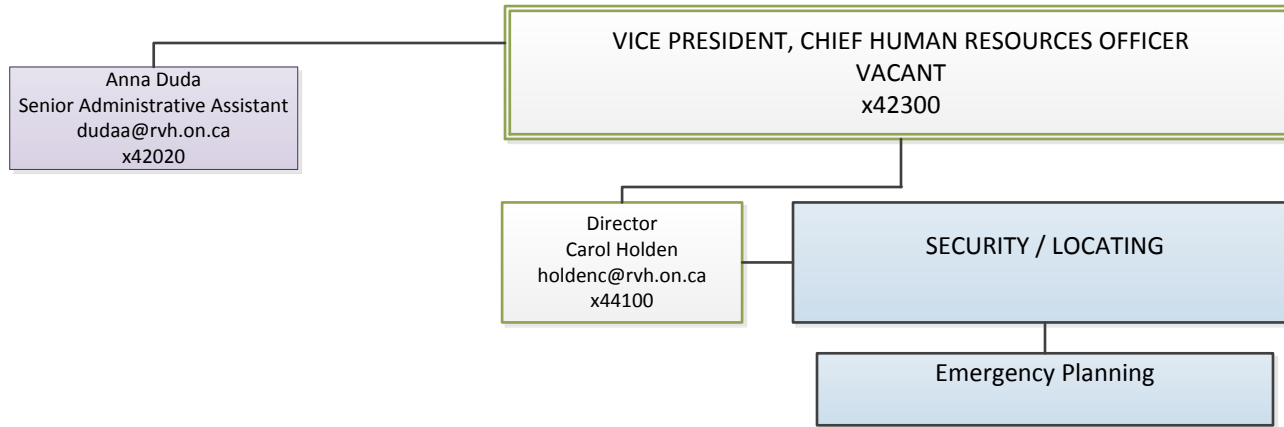 VICE PRESIDENT, CHIEF HUMAN RESOURCES OFFICER
VACANT
x42300
Anna Duda
Senior Administrative Assistant
dudaa@rvh.on.ca
x42020
Director
Carol Holden
holdenc@rvh.on.ca
x44100
SECURITY / LOCATING
Emergency Planning